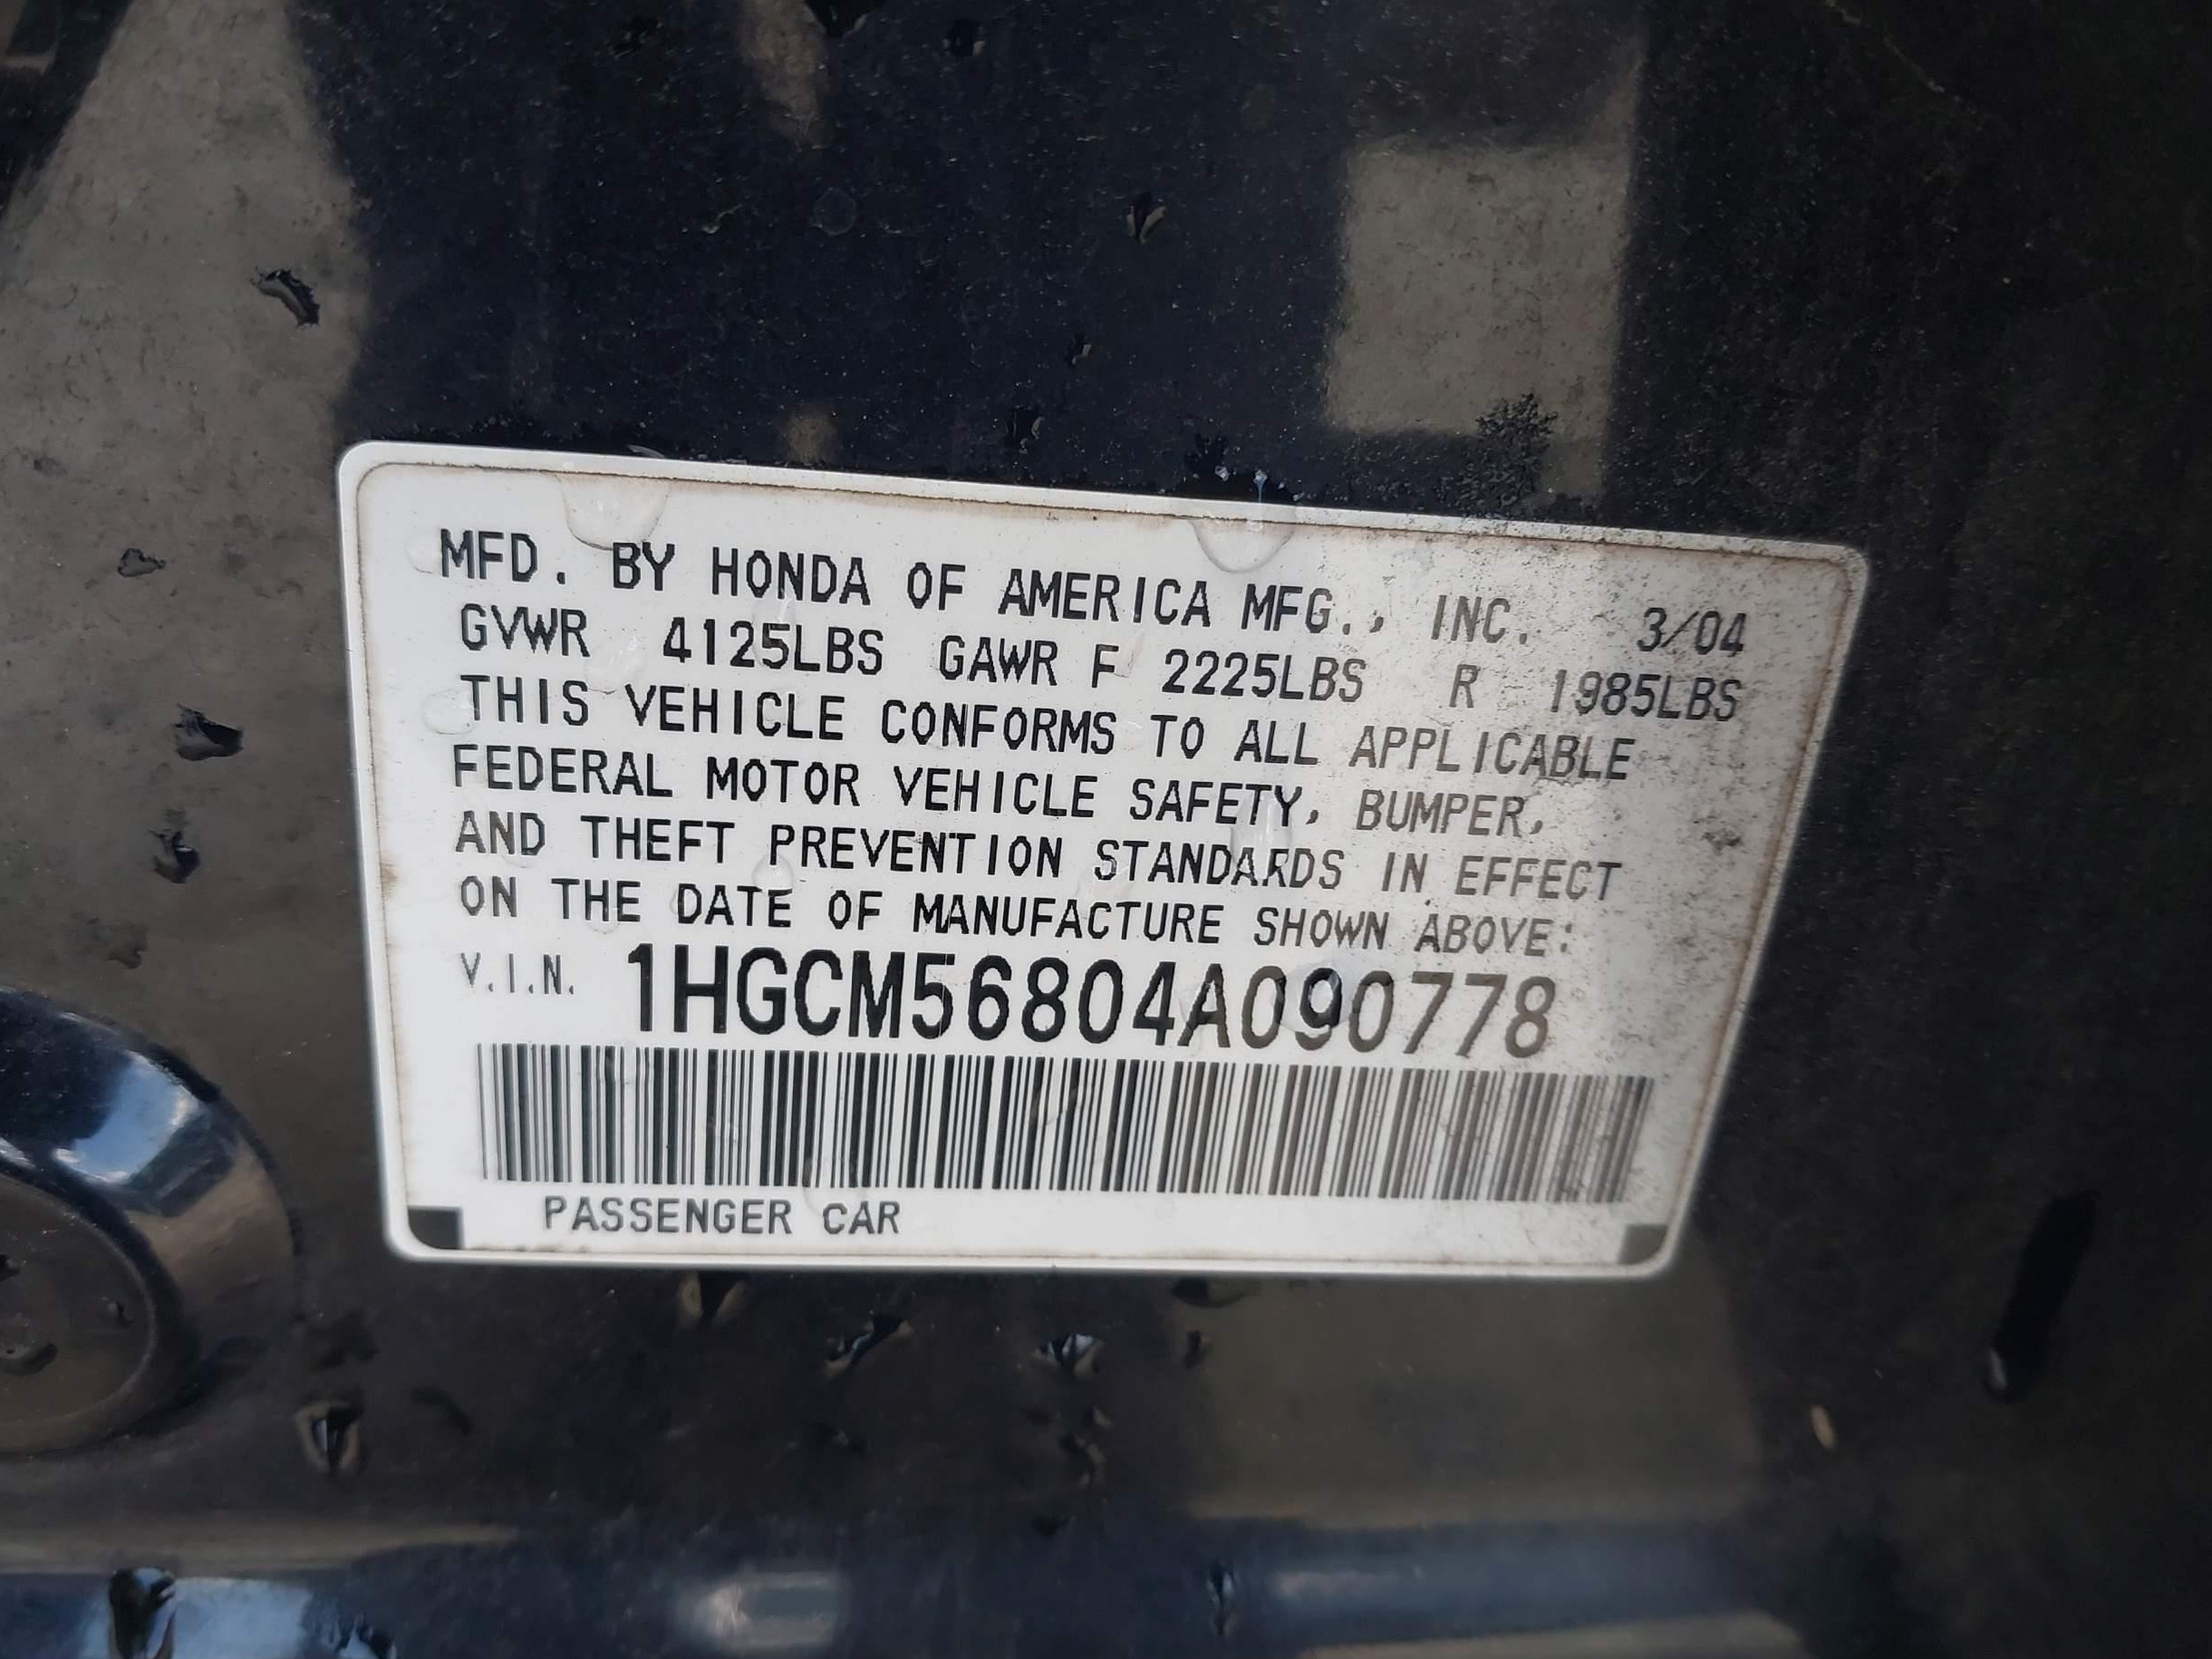 MFD. BY HONDA OF AMERICA MFG., INC. 3/04
GVWR 4125LBS GAWR F 2225LBS R 1985LBS
THIS VEHICLE CONFORMS TO ALL APPLICABLE
FEDERAL MOTOR VEHICLE SAFETY, BUMPER,
AND THEFT PREVENTION STANDARDS IN EFFECT
ON THE DATE OF MANUFACTURE SHOWN ABOVE:
V.I.N. 1HGCM56804A090778
PASSENGER CAR